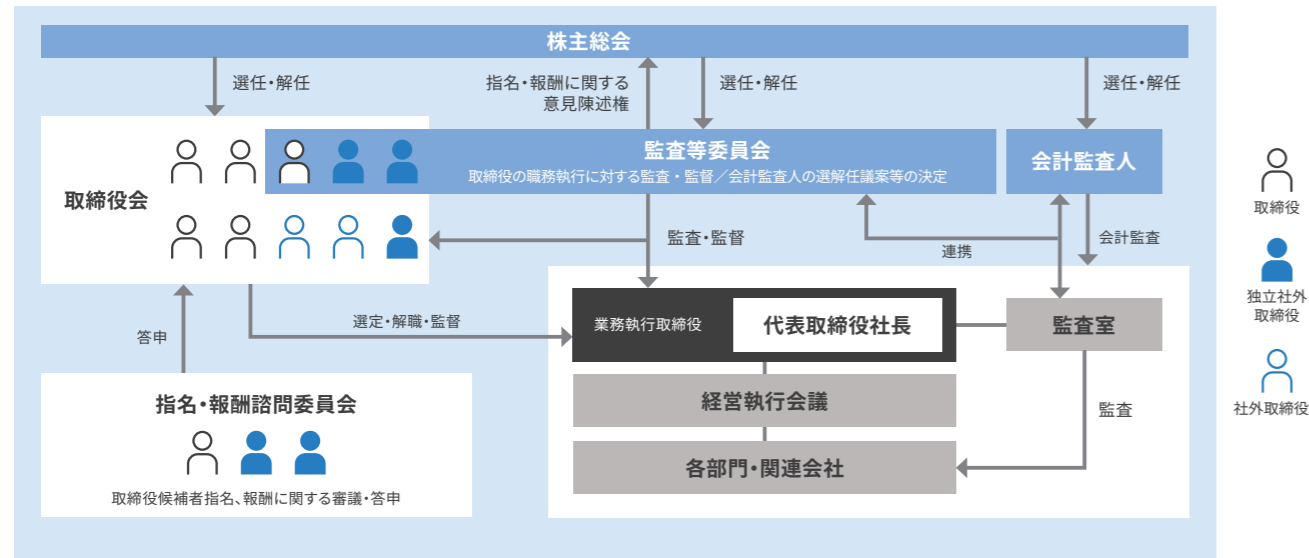 株主総会
選任・解任
指名・報酬に関する
意見陳述権
選任・解任
選任・解任
取締役会
監査等委員会
取締役の職務執行に対する監査・監督／会計監査人の選解任議案等の決定
会計監査人
監査・監督
連携
会計監査
選定・解職・監督
答申
業務執行取締役
代表取締役社長
監査室
経営執行会議
監査
各部門・関連会社
指名・報酬諮問委員会
取締役候補者指名、報酬に関する審議・答申
取締役
独立社外
取締役
社外取締役